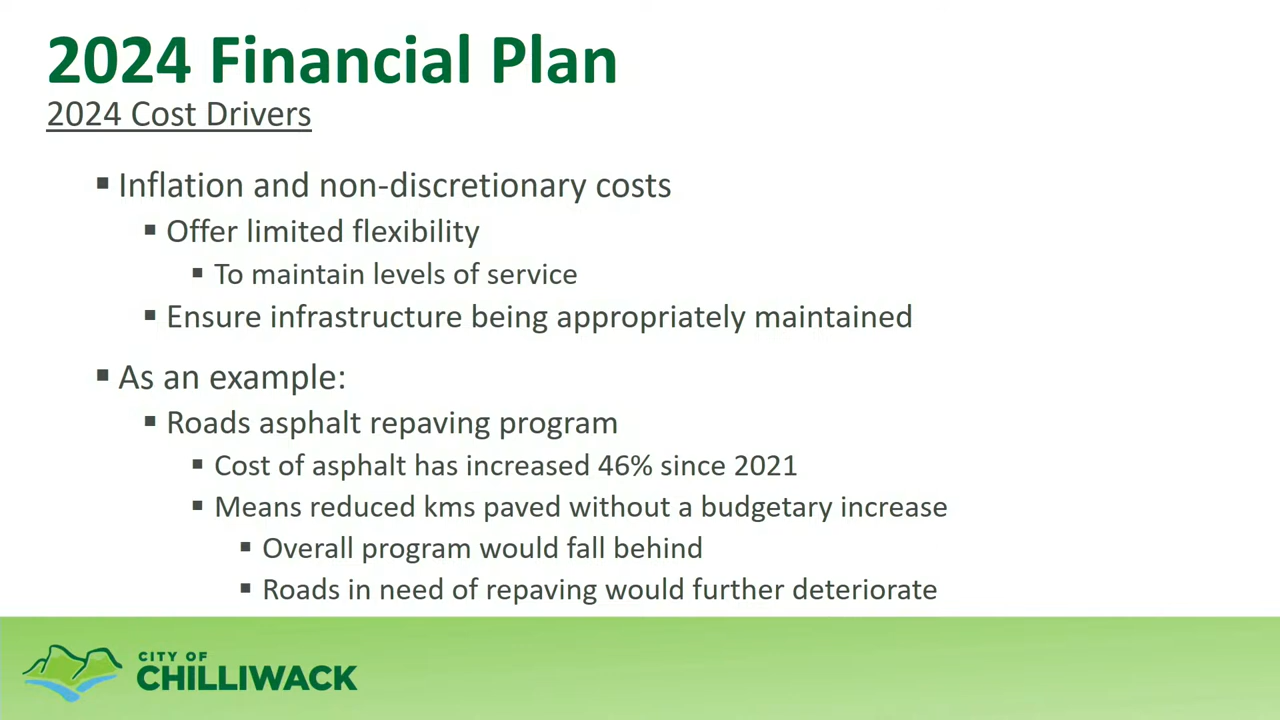 2024 Financial Plan
2024 Cost Drivers
▪ Inflation and non-discretionary costs
▪ Offer limited flexibility
▪ To maintain levels of service
▪ Ensure infrastructure being appropriately maintained
▪ As an example:
▪ Roads asphalt repaving program
▪ Cost of asphalt has increased 46% since 2021
▪ Means reduced kms paved without a budgetary increase
▪ Overall program would fall behind
▪ Roads in need of repaving would further deteriorate
CITY OF
CHILLIWACK